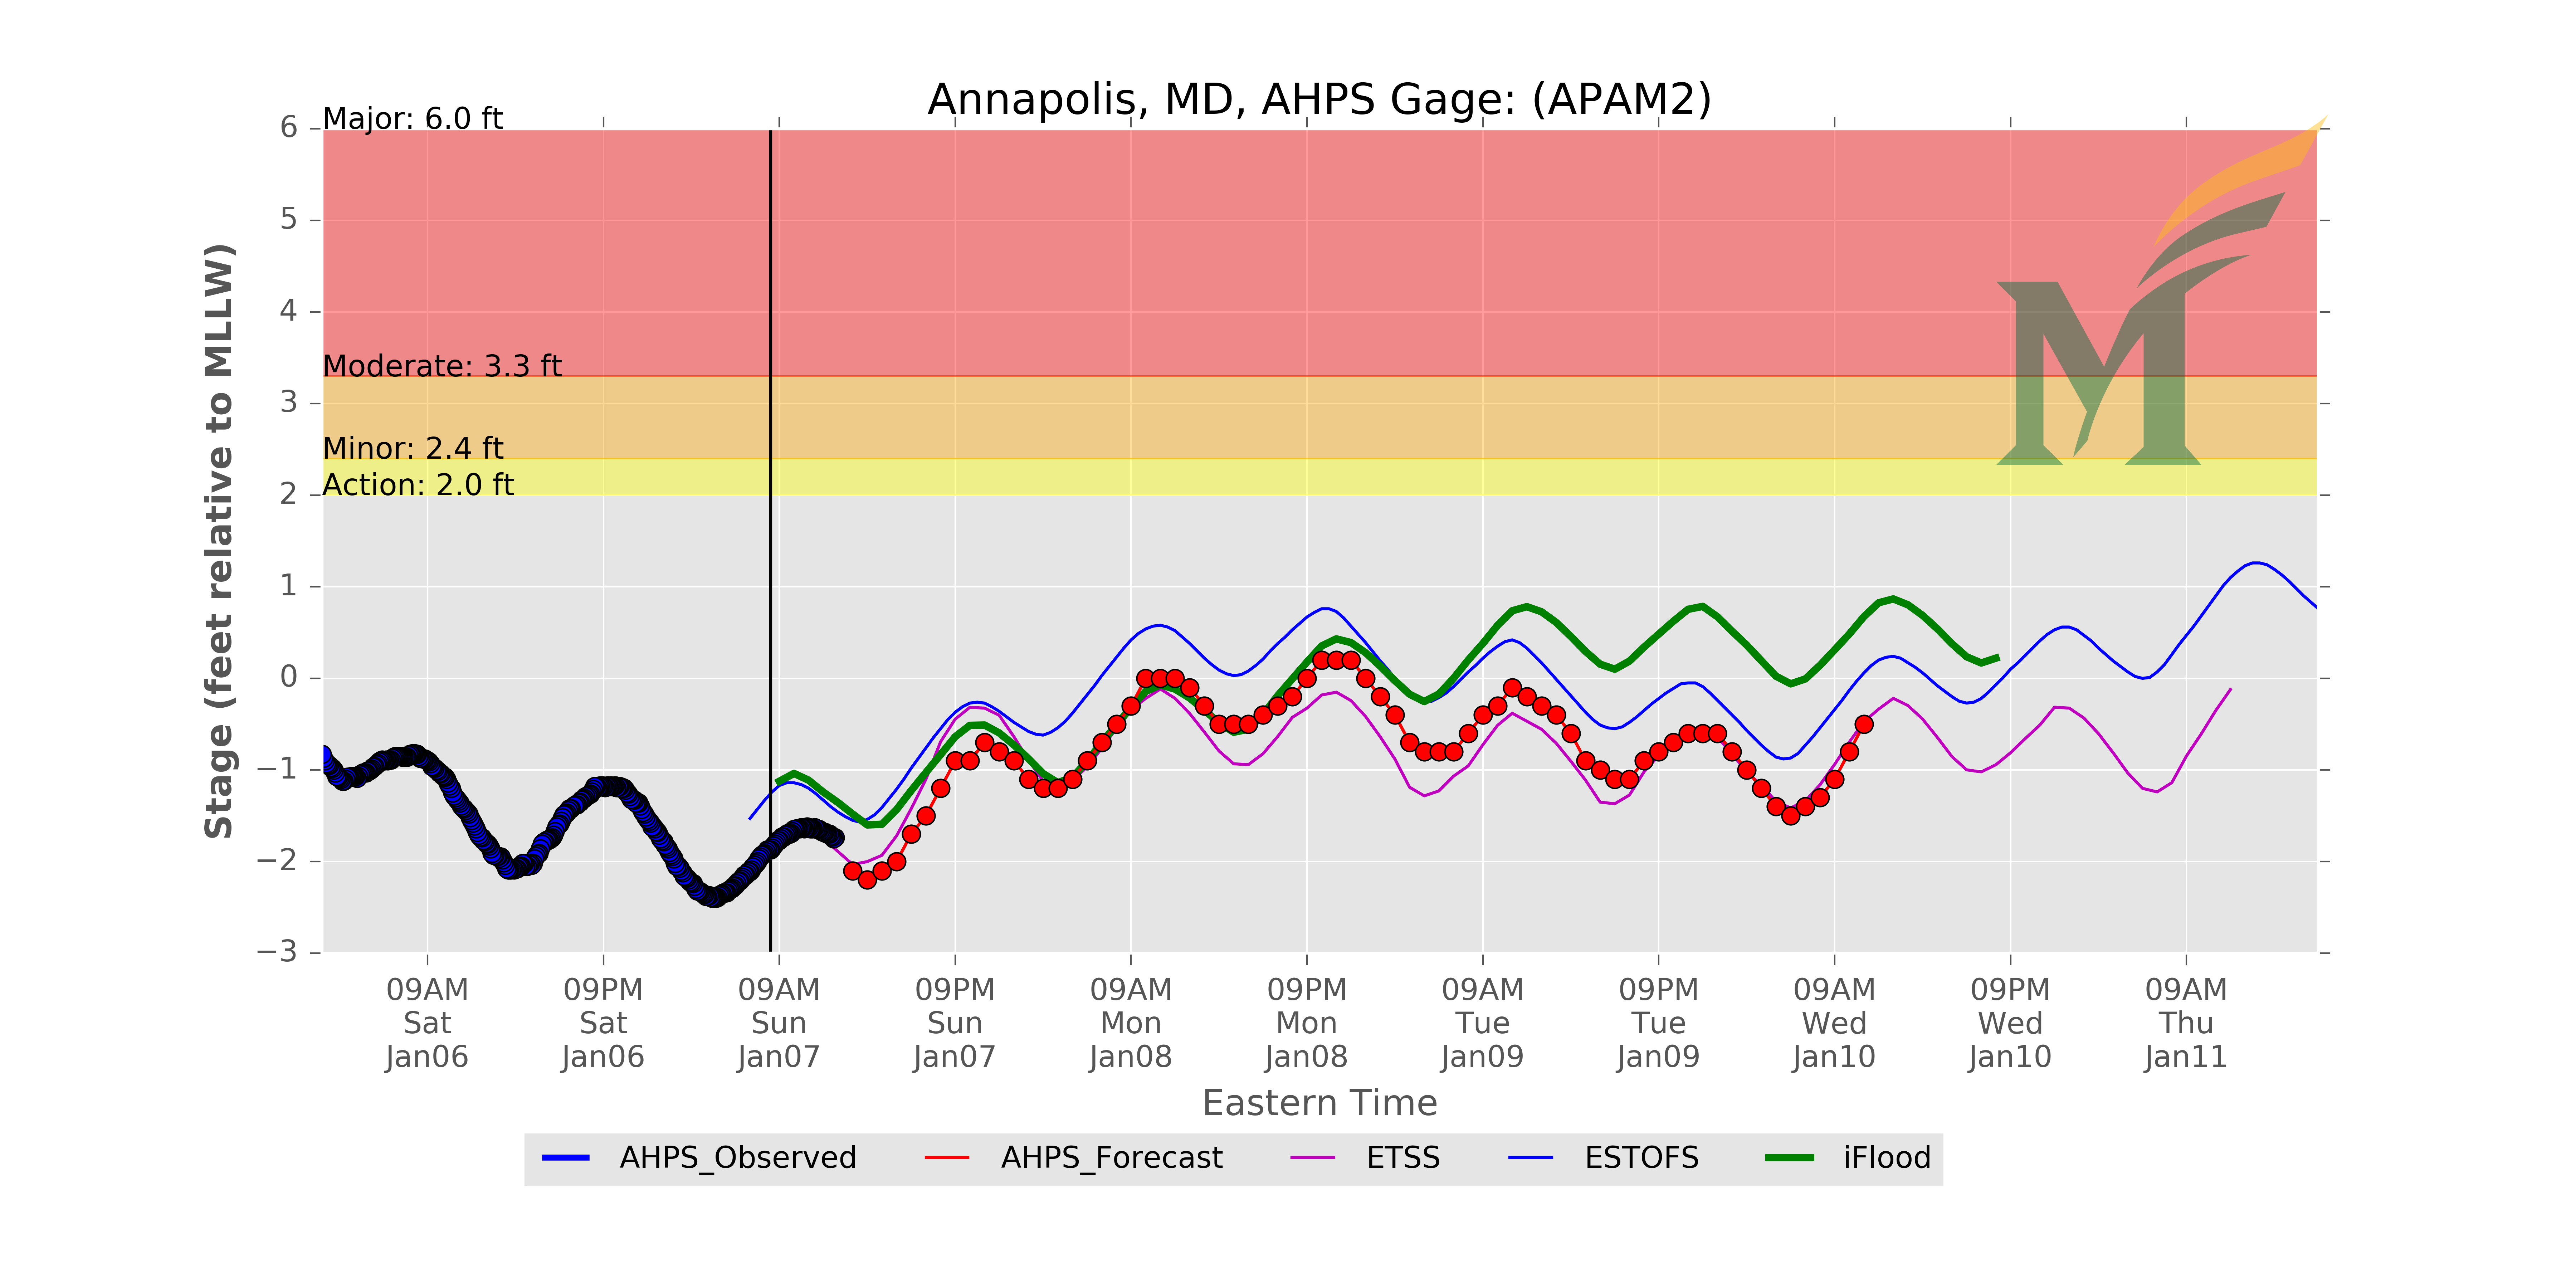 Annapolis, MD, AHPS Gage: (APAM2)
Major: 6.0 ft
Moderate: 3.3 ft
Minor: 2.4 ft
Action: 2.0 ft
6
5
4
3
2
1
0
−1
−2
−3
Stage (feet relative to MLLW)
09AM Sat Jan06
09PM Sat Jan06
09AM Sun Jan07
09PM Sun Jan07
09AM Mon Jan08
09PM Mon Jan08
09AM Tue Jan09
09PM Tue Jan09
09AM Wed Jan10
09PM Wed Jan10
09AM Thu Jan11
Eastern Time
AHPS_Observed AHPS_Forecast ETSS ESTOFS iFlood
M